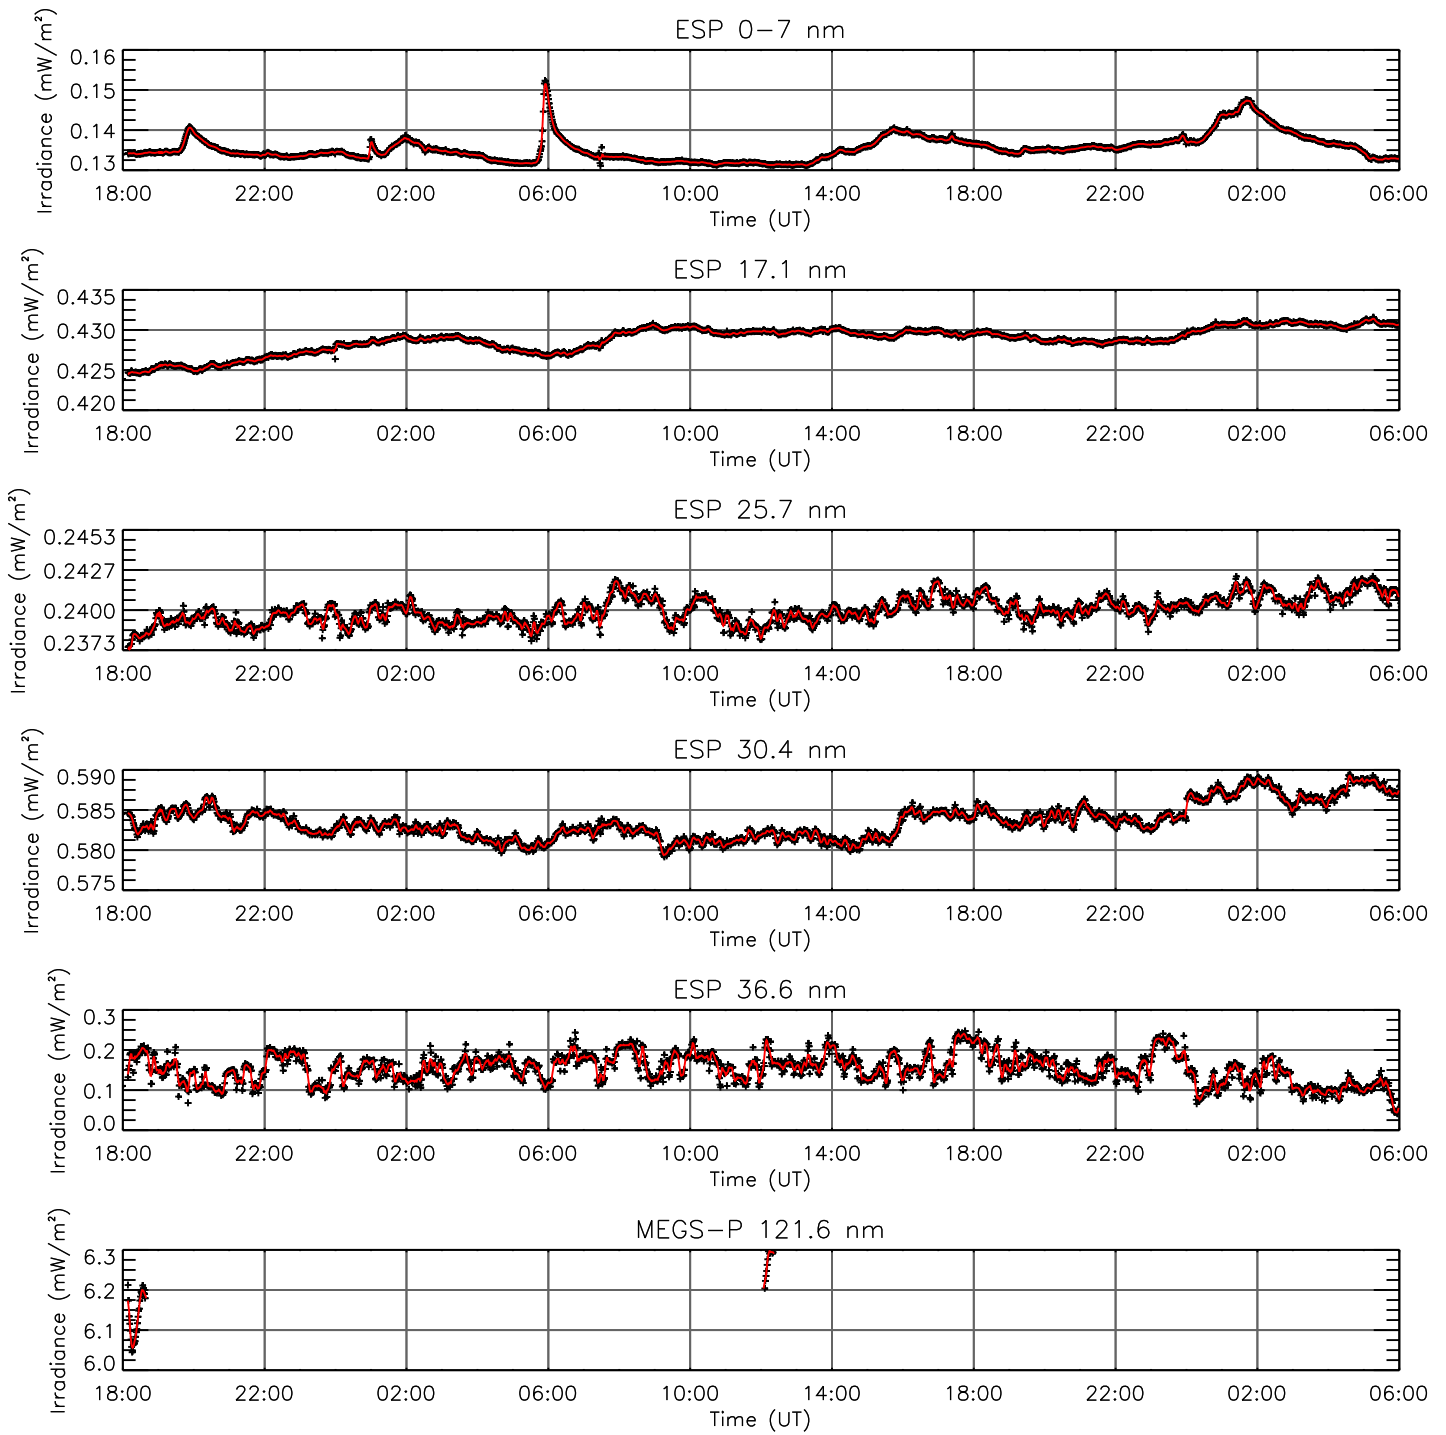 ESP 0–7 nm
Irradiance (mW/m²)
0.16
0.15
0.14
0.13
18:00 22:00 02:00 06:00 10:00 14:00 18:00 22:00 02:00 06:00
Time (UT)
ESP 17.1 nm
Irradiance (mW/m²)
0.435
0.430
0.425
0.420
18:00 22:00 02:00 06:00 10:00 14:00 18:00 22:00 02:00 06:00
Time (UT)
ESP 25.7 nm
Irradiance (mW/m²)
0.2453
0.2427
0.2400
0.2373
18:00 22:00 02:00 06:00 10:00 14:00 18:00 22:00 02:00 06:00
Time (UT)
ESP 30.4 nm
Irradiance (mW/m²)
0.590
0.585
0.580
0.575
18:00 22:00 02:00 06:00 10:00 14:00 18:00 22:00 02:00 06:00
Time (UT)
ESP 36.6 nm
Irradiance (mW/m²)
0.3
0.2
0.1
0.0
18:00 22:00 02:00 06:00 10:00 14:00 18:00 22:00 02:00 06:00
Time (UT)
MEGS–P 121.6 nm
Irradiance (mW/m²)
6.3
6.2
6.1
6.0
18:00 22:00 02:00 06:00 10:00 14:00 18:00 22:00 02:00 06:00
Time (UT)